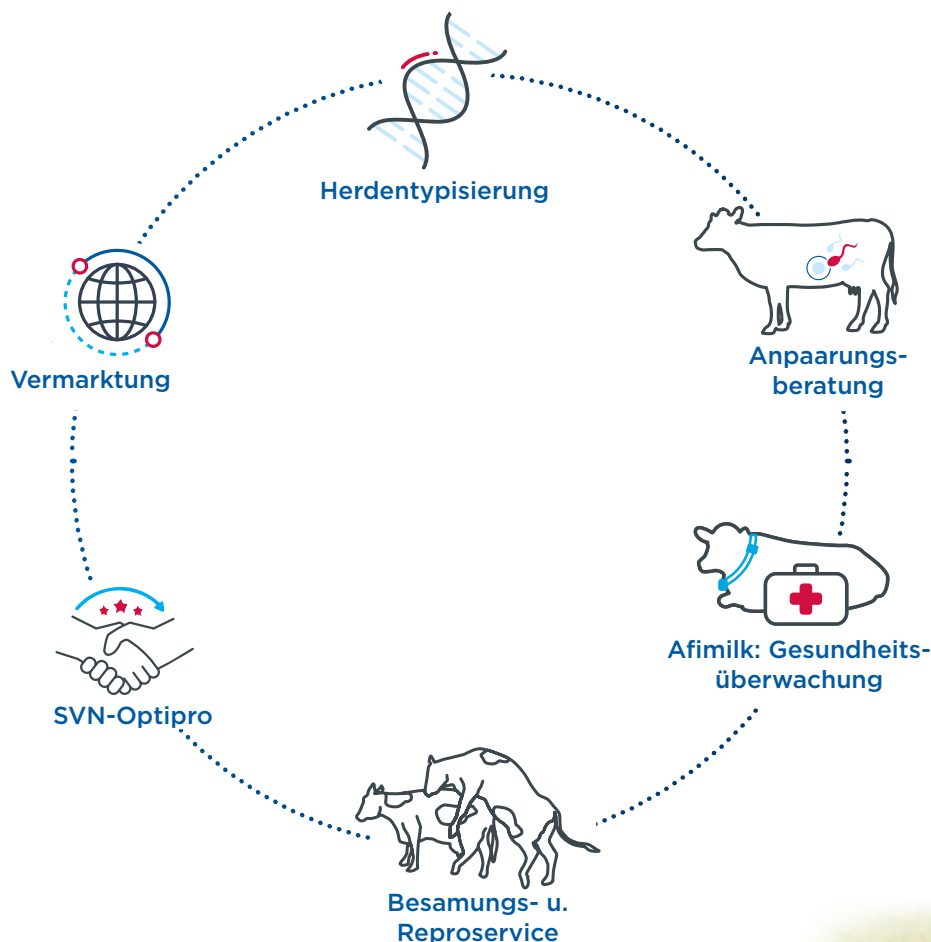 Herdentypisierung
Anpaarungs-
beratung
Afimilk: Gesundheits-
überwachung
Besamungs- u.
Reproservice
SVN-Optipro
Vermarktung